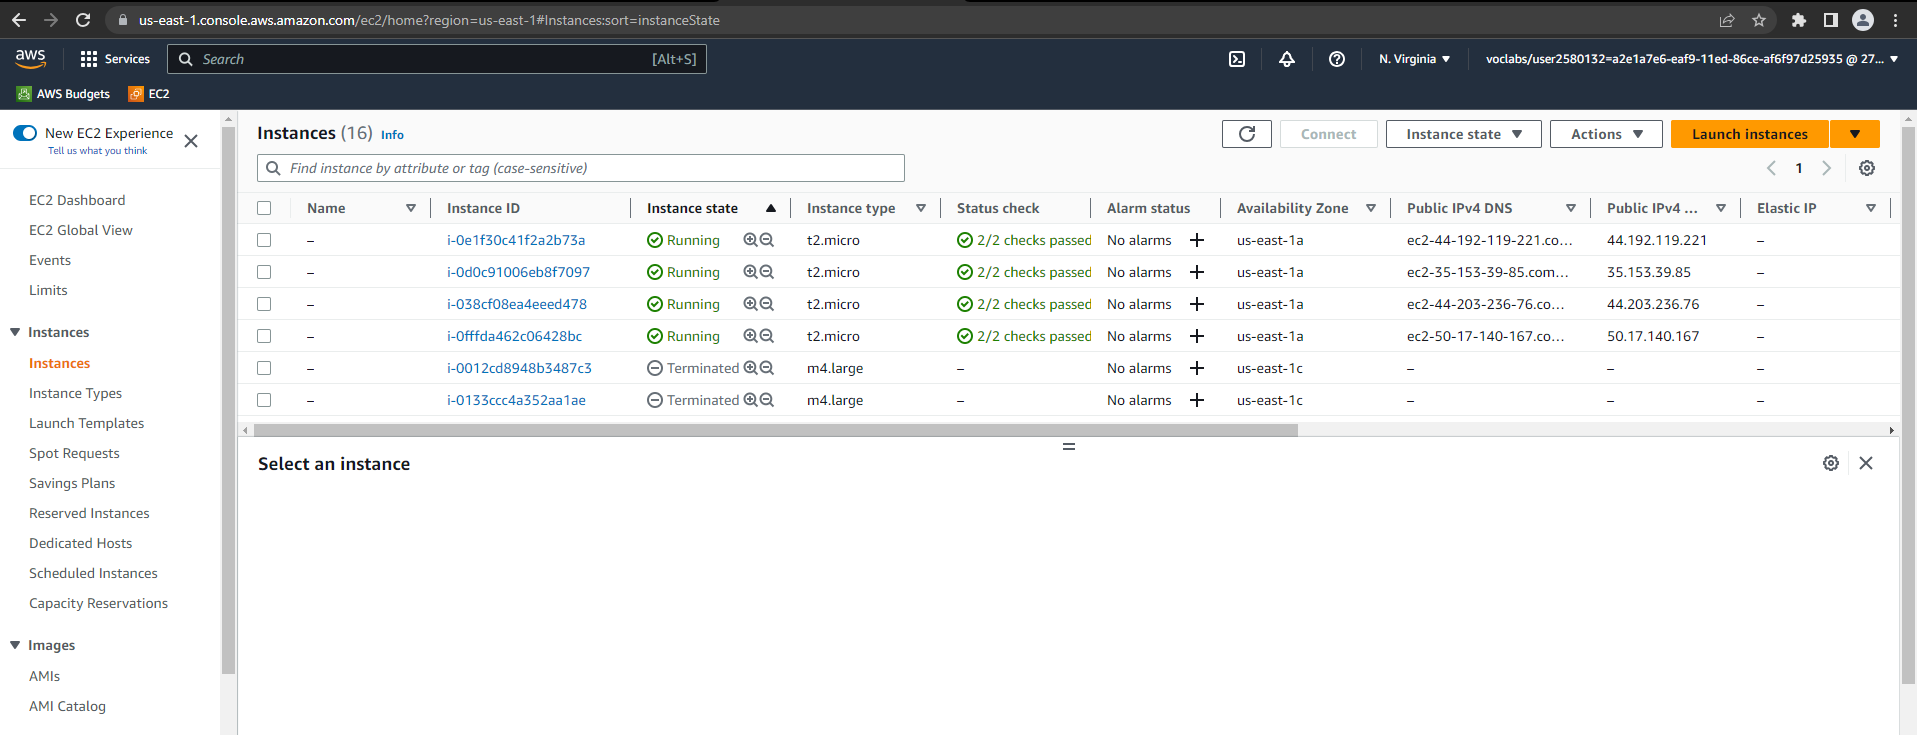 us-east-1.console.aws.amazon.com/ec2/home?region=us-east-1#Instances:sort=instanceState
aws Services Search [Alt+S] N. Virginia voclabs/user2580132=a2e1a7e6-eaf9-11ed-86ce-af6f97d25935 @ 27...
AWS Budgets EC2
New EC2 Experience
Tell us what you think
EC2 Dashboard
EC2 Global View
Events
Limits
Instances
Instances
Instance Types
Launch Templates
Spot Requests
Savings Plans
Reserved Instances
Dedicated Hosts
Scheduled Instances
Capacity Reservations
Images
AMIs
AMI Catalog
Instances (16) Info Connect Instance state Actions Launch instances
Find instance by attribute or tag (case-sensitive) 1
Name Instance ID Instance state Instance type Status check Alarm status Availability Zone Public IPv4 DNS Public IPv4 ... Elastic IP
– i-0e1f30c41f2a2b73a Running t2.micro 2/2 checks passed No alarms + us-east-1a ec2-44-192-119-221.co... 44.192.119.221 –
– i-0d0c91006eb8f7097 Running t2.micro 2/2 checks passed No alarms + us-east-1a ec2-35-153-39-85.com... 35.153.39.85 –
– i-038cf08ea4eeed478 Running t2.micro 2/2 checks passed No alarms + us-east-1a ec2-44-203-236-76.co... 44.203.236.76 –
– i-0fffda462c06428bc Running t2.micro 2/2 checks passed No alarms + us-east-1a ec2-50-17-140-167.co... 50.17.140.167 –
– i-0012cd8948b3487c3 Terminated m4.large – No alarms + us-east-1c – – –
– i-0133ccc4a352aa1ae Terminated m4.large – No alarms + us-east-1c – – –
Select an instance